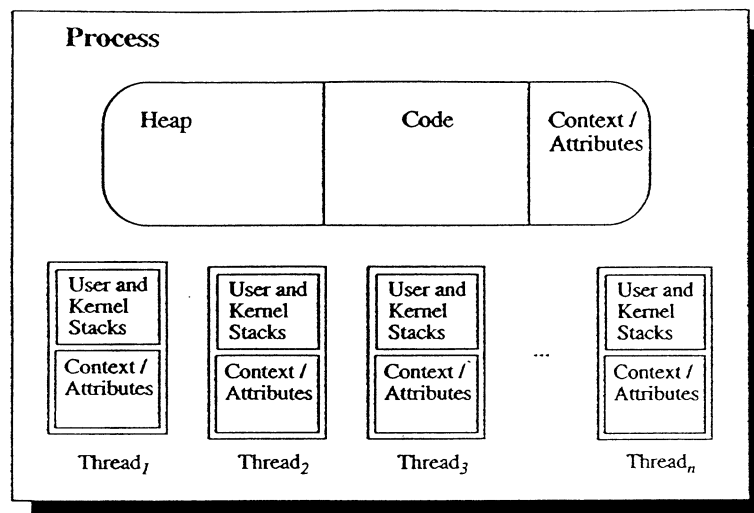 Process
Heap
Code
Context /
Attributes
User and
Kernel
Stacks
Context /
Attributes
Thread1
User and
Kernel
Stacks
Context /
Attributes
Thread2
User and
Kernel
Stacks
Context /
Attributes
Thread3
...
User and
Kernel
Stacks
Context /
Attributes
Threadn